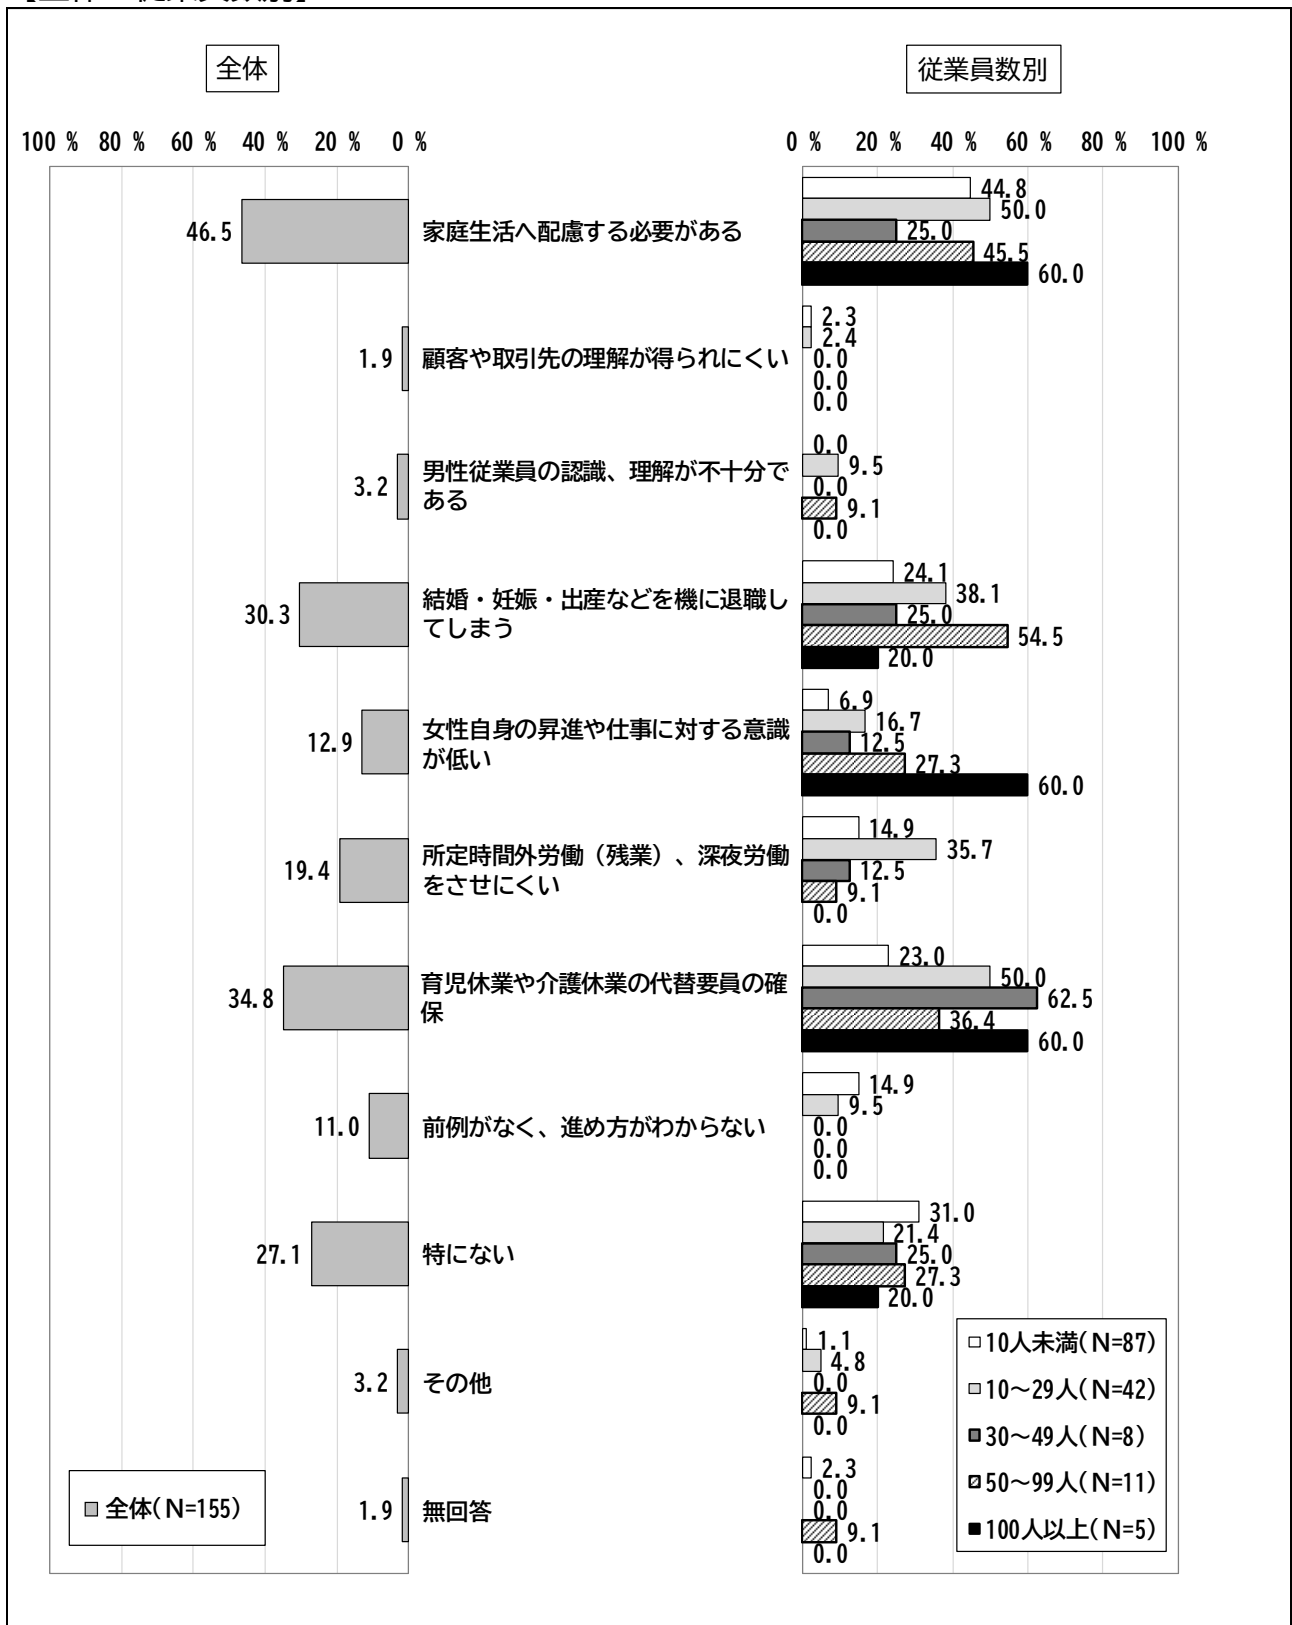 全体
従業員数別
100 % 80 % 60 % 40 % 20 % 0 %
0 % 20 % 40 % 60 % 80 % 100 %
46.5
家庭生活へ配慮する必要がある
44.8
50.0
25.0
45.5
60.0
1.9
顧客や取引先の理解が得られにくい
2.3
2.4
0.0
0.0
0.0
3.2
男性従業員の認識、理解が不十分で
ある
0.0
9.5
0.0
9.1
0.0
30.3
結婚・妊娠・出産などを機に退職し
てしまう
24.1
38.1
25.0
54.5
20.0
12.9
女性自身の昇進や仕事に対する意識
が低い
6.9
16.7
12.5
27.3
60.0
19.4
所定時間外労働（残業）、深夜労働
をさせにくい
14.9
35.7
12.5
9.1
0.0
34.8
育児休業や介護休業の代替要員の確
保
23.0
50.0
62.5
36.4
60.0
11.0
前例がなく、進め方がわからない
14.9
9.5
0.0
0.0
0.0
27.1
特にない
31.0
21.4
25.0
27.3
20.0
3.2
その他
1.1
4.8
0.0
9.1
0.0
1.9
無回答
2.3
0.0
0.0
9.1
0.0
全体(N=155)
10人未満(N=87)
10～29人(N=42)
30～49人(N=8)
50～99人(N=11)
100人以上(N=5)